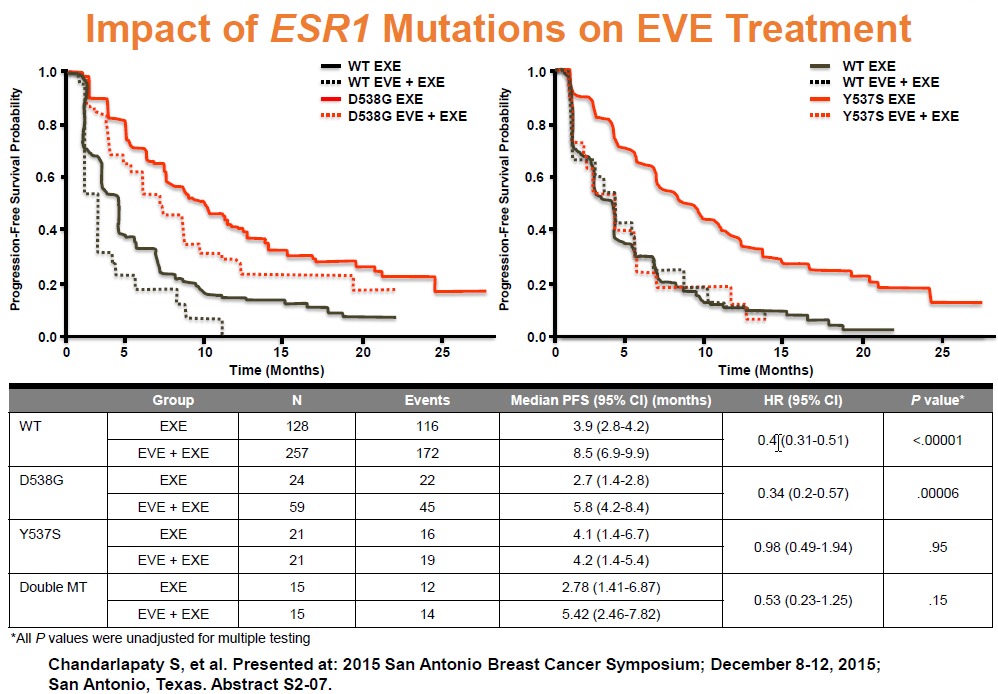 Impact of ESR1 Mutations on EVE Treatment
1.0
0.8
0.6
0.4
0.2
0.0
Progression-Free Survival Probability
WT EXE
WT EVE + EXE
D538G EXE
D538G EVE + EXE
0 5 10 15 20 25
Time (Months)
1.0
0.8
0.6
0.4
0.2
0.0
Progression-Free Survival Probability
WT EXE
WT EVE + EXE
Y537S EXE
Y537S EVE + EXE
0 5 10 15 20 25
Time (Months)
Group N Events Median PFS (95% CI) (months) HR (95% CI) P value*
WT EXE 128 116 3.9 (2.8-4.2) 0.4 (0.31-0.51) <.00001
EVE + EXE 257 172 8.5 (6.9-9.9)
D538G EXE 24 22 2.7 (1.4-2.8) 0.34 (0.2-0.57) .00006
EVE + EXE 59 45 5.8 (4.2-8.4)
Y537S EXE 21 16 4.1 (1.4-6.7) 0.98 (0.49-1.94) .95
EVE + EXE 21 19 4.2 (1.4-5.4)
Double MT EXE 15 12 2.78 (1.41-6.87) 0.53 (0.23-1.25) .15
EVE + EXE 15 14 5.42 (2.46-7.82)
*All P values were unadjusted for multiple testing
Chandarlapaty S, et al. Presented at: 2015 San Antonio Breast Cancer Symposium; December 8-12, 2015;
San Antonio, Texas. Abstract S2-07.